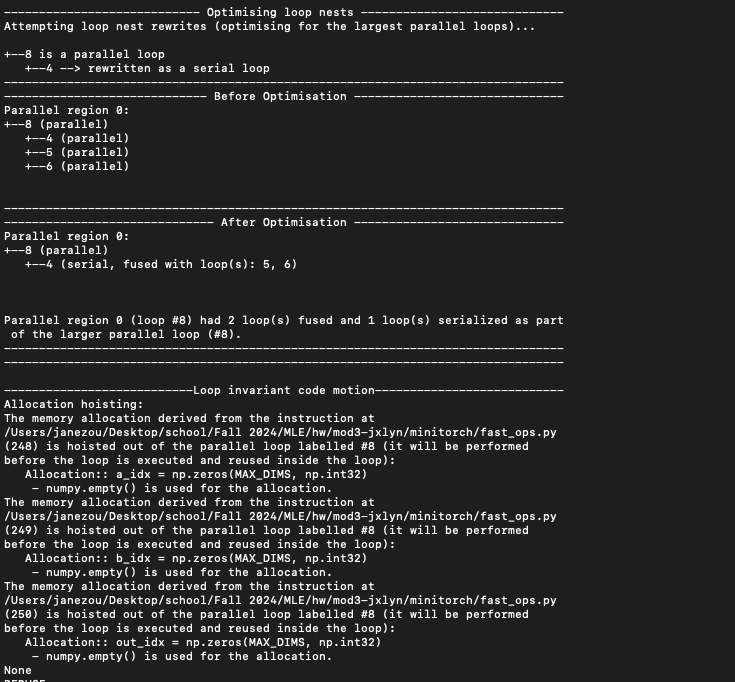 ---------------------------- Optimising loop nests -----------------------------
Attempting loop nest rewrites (optimising for the largest parallel loops)...
+--8 is a parallel loop
   +--4 --> rewritten as a serial loop
--------------------------------------------------------------------------------
----------------------------- Before Optimisation ------------------------------
Parallel region 0:
+--8 (parallel)
   +--4 (parallel)
   +--5 (parallel)
   +--6 (parallel)
--------------------------------------------------------------------------------
------------------------------ After Optimisation ------------------------------
Parallel region 0:
+--8 (parallel)
   +--4 (serial, fused with loop(s): 5, 6)
Parallel region 0 (loop #8) had 2 loop(s) fused and 1 loop(s) serialized as part
 of the larger parallel loop (#8).
--------------------------------------------------------------------------------
--------------------------------------------------------------------------------
---------------------------Loop invariant code motion---------------------------
Allocation hoisting:
The memory allocation derived from the instruction at
/Users/janezou/Desktop/school/Fall 2024/MLE/hw/mod3-jxlyn/minitorch/fast_ops.py
(248) is hoisted out of the parallel loop labelled #8 (it will be performed
before the loop is executed and reused inside the loop):
   Allocation:: a_idx = np.zeros(MAX_DIMS, np.int32)
    - numpy.empty() is used for the allocation.
The memory allocation derived from the instruction at
/Users/janezou/Desktop/school/Fall 2024/MLE/hw/mod3-jxlyn/minitorch/fast_ops.py
(249) is hoisted out of the parallel loop labelled #8 (it will be performed
before the loop is executed and reused inside the loop):
   Allocation:: b_idx = np.zeros(MAX_DIMS, np.int32)
    - numpy.empty() is used for the allocation.
The memory allocation derived from the instruction at
/Users/janezou/Desktop/school/Fall 2024/MLE/hw/mod3-jxlyn/minitorch/fast_ops.py
(250) is hoisted out of the parallel loop labelled #8 (it will be performed
before the loop is executed and reused inside the loop):
   Allocation:: out_idx = np.zeros(MAX_DIMS, np.int32)
    - numpy.empty() is used for the allocation.
None